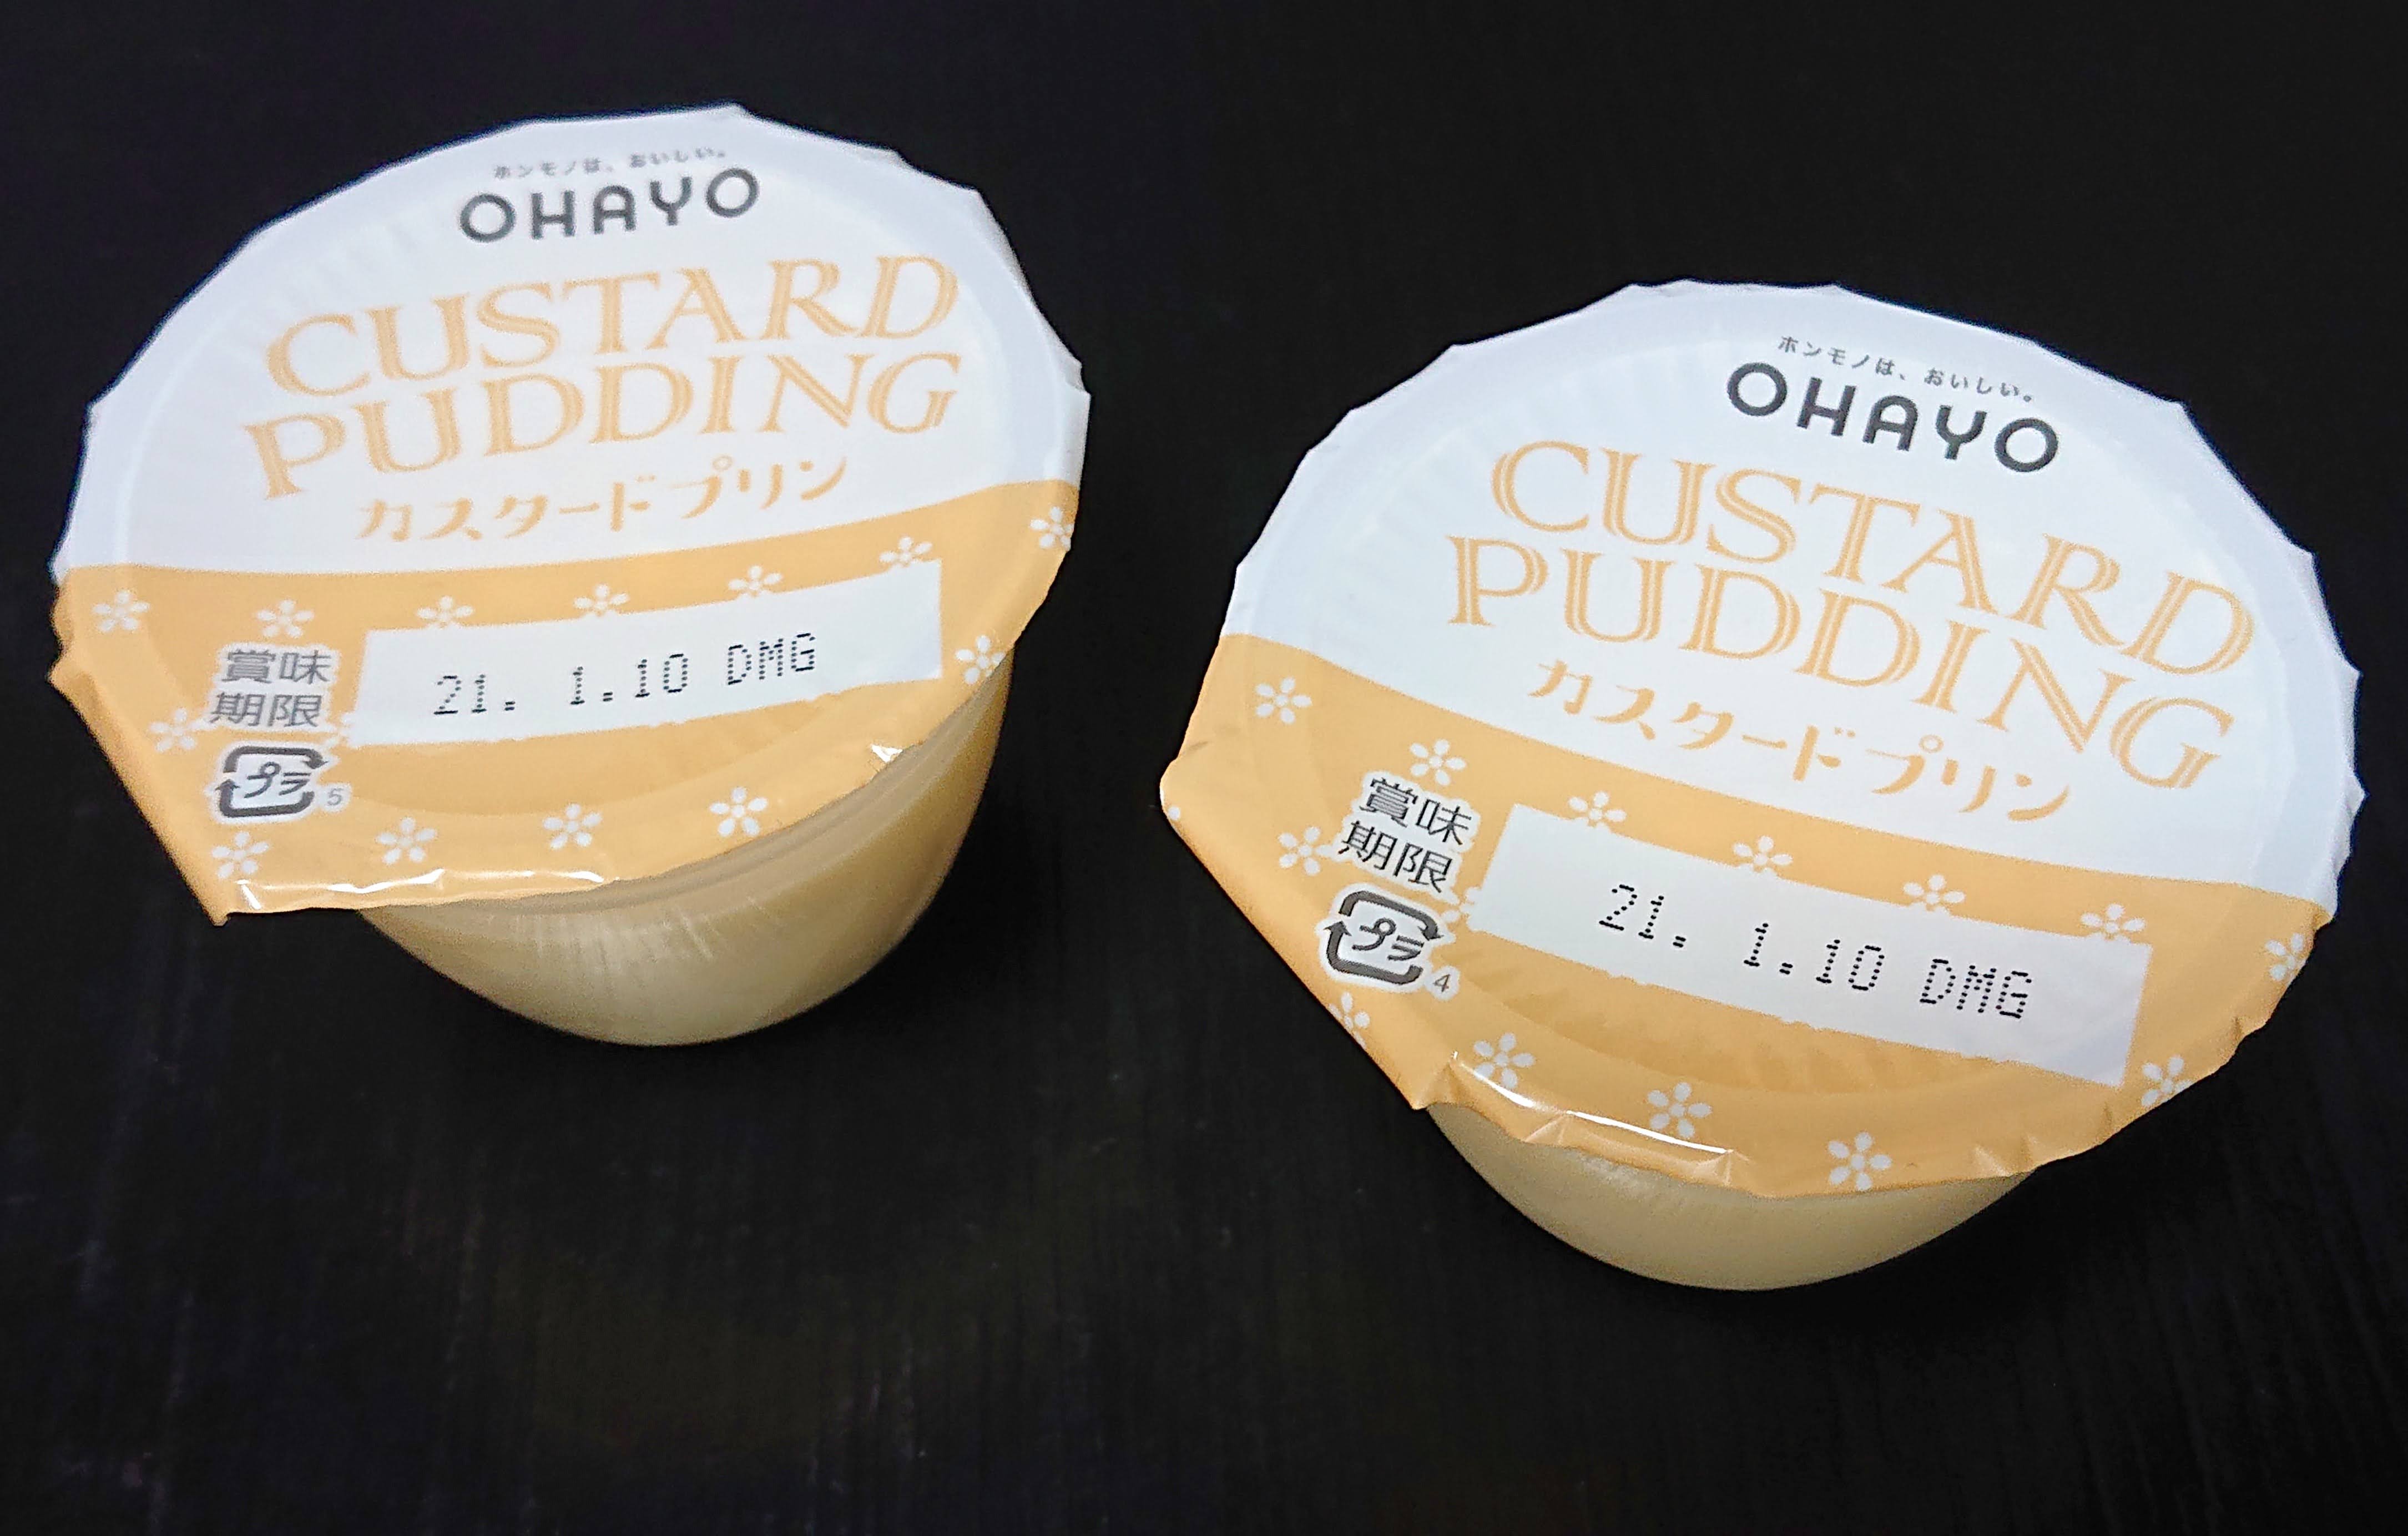 ホンモノは、おいしい。
OHAYO
CUSTARD
PUDDING
カスタードプリン
賞味
期限
21. 1.10 DMG
プラ
5
ホンモノは、おいしい。
OHAYO
CUSTARD
PUDDING
カスタードプリン
賞味
期限
21. 1.10 DMG
プラ
4